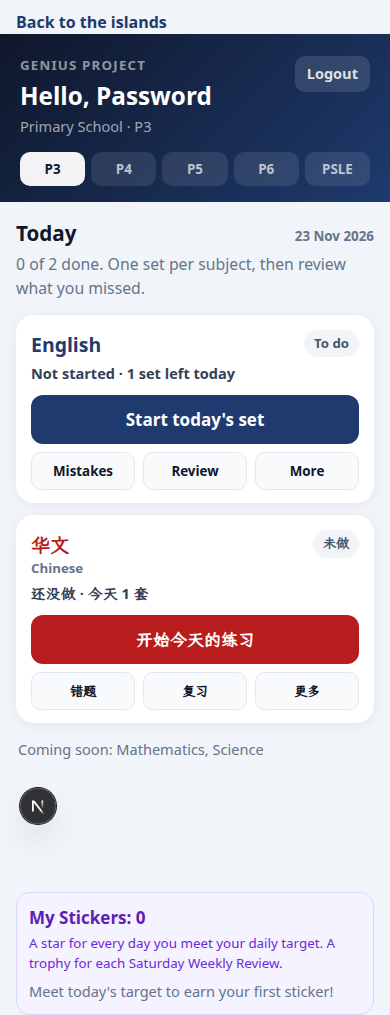 Back to the islands
GENIUS PROJECT
Logout
Hello, Password
Primary School · P3
P3
P4
P5
P6
PSLE
Today
23 Nov 2026
0 of 2 done. One set per subject, then review
what you missed.
English
To do
Not started · 1 set left today
Start today's set
Mistakes
Review
More
华文
未做
Chinese
还没做 · 今天 1 套
开始今天的练习
错题
复习
更多
Coming soon: Mathematics, Science
N
My Stickers: 0
A star for every day you meet your daily target. A
trophy for each Saturday Weekly Review.
Meet today's target to earn your first sticker!